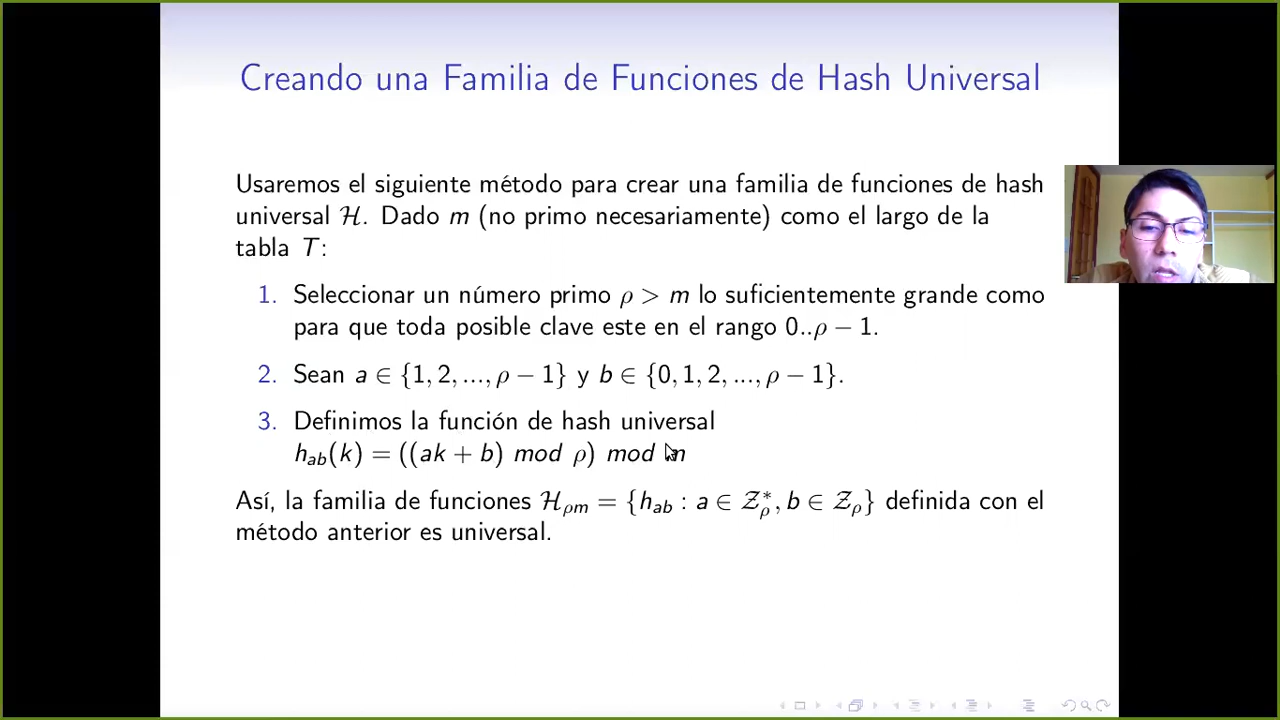 Creando una Familia de Funciones de Hash Universal
Usaremos el siguiente método para crear una familia de funciones de hash
universal ℋ. Dado m (no primo necesariamente) como el largo de la
tabla T:
1. Seleccionar un número primo ρ > m lo suficientemente grande como
para que toda posible clave este en el rango 0..ρ − 1.
2. Sean a ∈ {1, 2, ..., ρ − 1} y b ∈ {0, 1, 2, ..., ρ − 1}.
3. Definimos la función de hash universal
h_ab(k) = ((ak + b) mod ρ) mod m
Así, la familia de funciones ℋ_ρm = {h_ab : a ∈ 𝒵*_ρ, b ∈ 𝒵_ρ} definida con el
método anterior es universal.